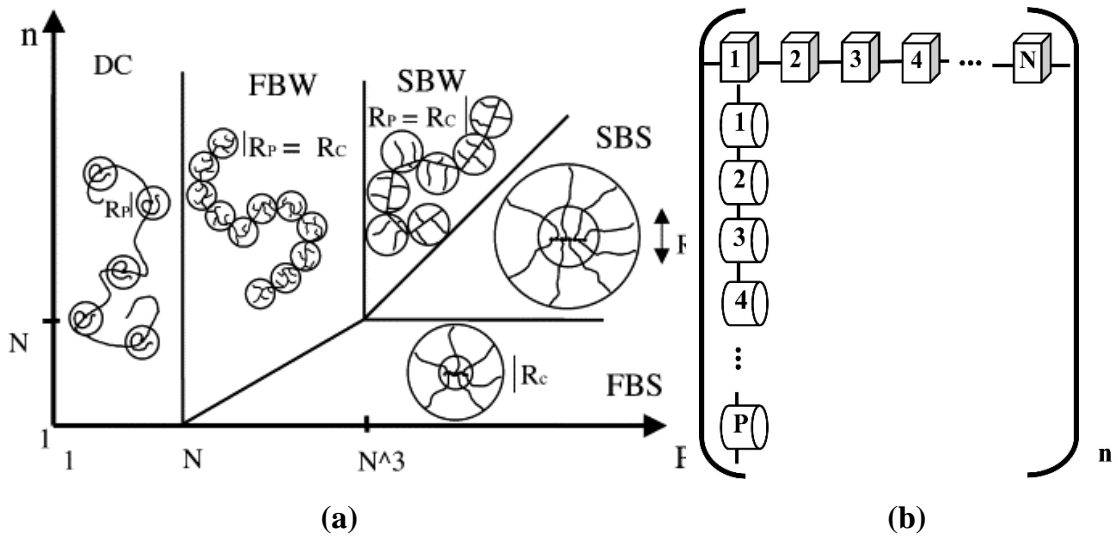 n
DC
FBW
SBW
SBS
FBS
RP = RC
RP = RC
RP
R
RC
N
1
1
N
N^3
(a)
1 2 3 4 ... N
1
2
3
4
...
P
n
(b)